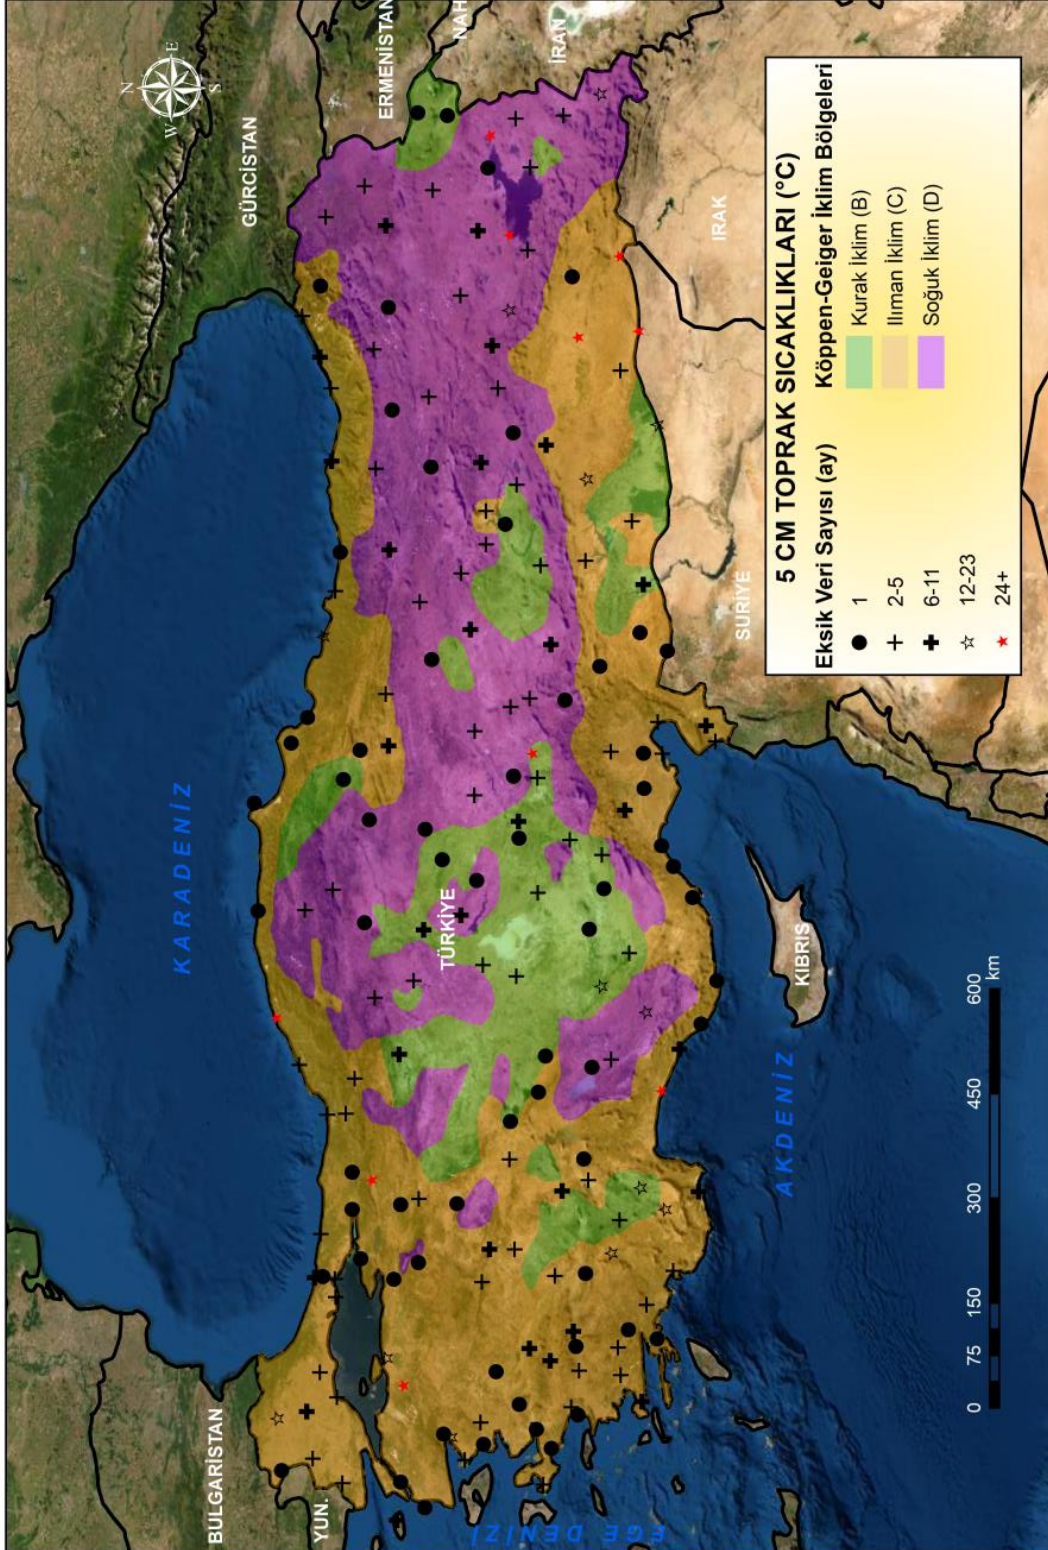 N
W
E
S
BULGARİSTAN
YUN.
KARADENİZ
GÜRCİSTAN
ERMENİSTAN
NAH
İRAN
TÜRKİYE
EGE DENİZİ
AKDENİZ
KIBRIS
SURİYE
IRAK
0 75 150 300 450 600
km
5 CM TOPRAK SICAKLIKLARI (°C)
Eksik Veri Sayısı (ay)
1
2-5
6-11
12-23
24+
Köppen-Geiger İklim Bölgeleri
Kurak İklim (B)
Ilıman İklim (C)
Soğuk İklim (D)